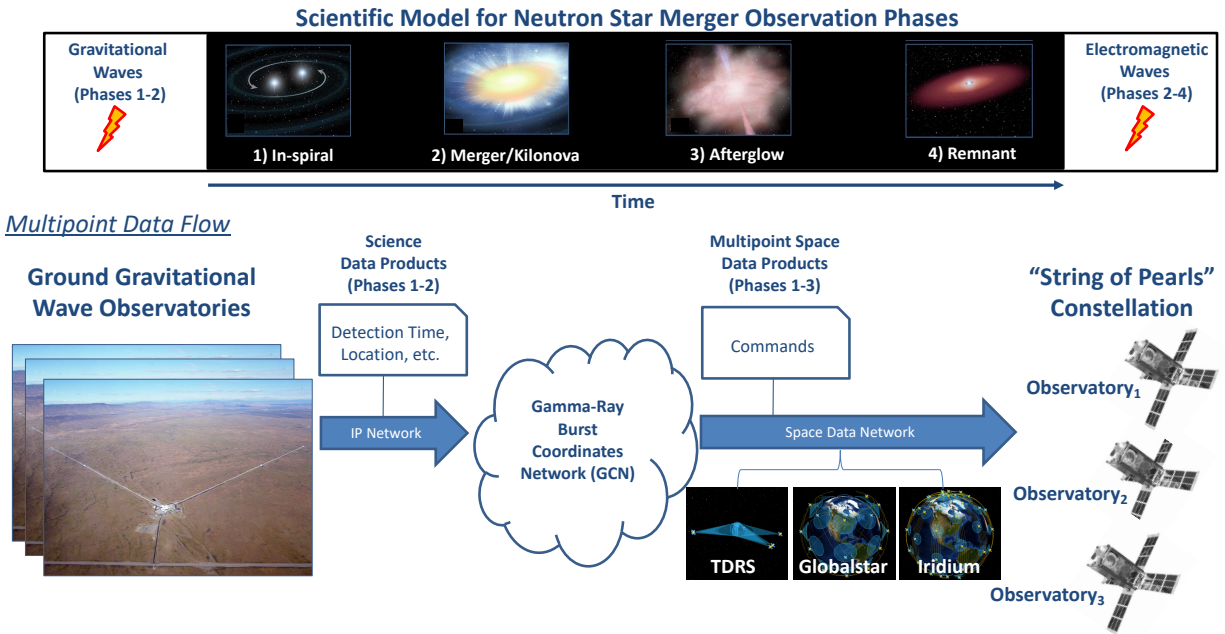 Scientific Model for Neutron Star Merger Observation Phases
Gravitational
Waves
(Phases 1-2)
1) In-spiral
2) Merger/Kilonova
3) Afterglow
4) Remnant
Electromagnetic
Waves
(Phases 2-4)
Time
Multipoint Data Flow
Ground Gravitational
Wave Observatories
Science
Data Products
(Phases 1-2)
Detection Time,
Location, etc.
IP Network
Gamma-Ray
Burst
Coordinates
Network (GCN)
Multipoint Space
Data Products
(Phases 1-3)
Commands
Space Data Network
TDRS
Globalstar
Iridium
“String of Pearls”
Constellation
Observatory₁
Observatory₂
Observatory₃